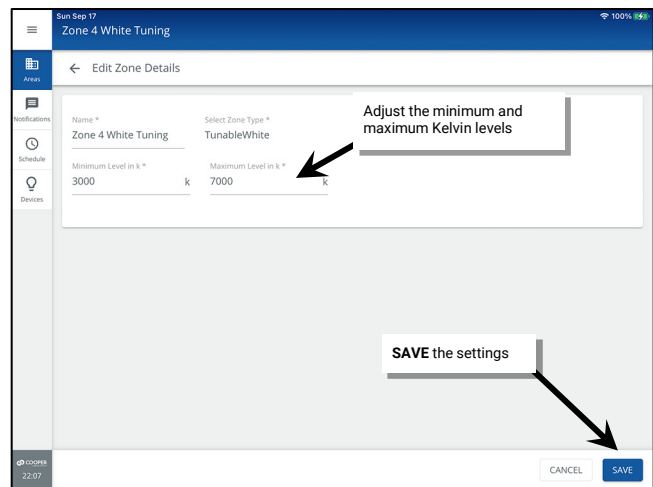 Sun Sep 17
100%
Zone 4 White Tuning
Areas
Edit Zone Details
Notifications
Schedule
Devices
Name *
Select Zone Type *
Zone 4 White Tuning
TunableWhite
Adjust the minimum and
maximum Kelvin levels
Minimum Level in k *
Maximum Level in k *
3000 k
7000 k
SAVE the settings
COOPER
22:07
CANCEL
SAVE